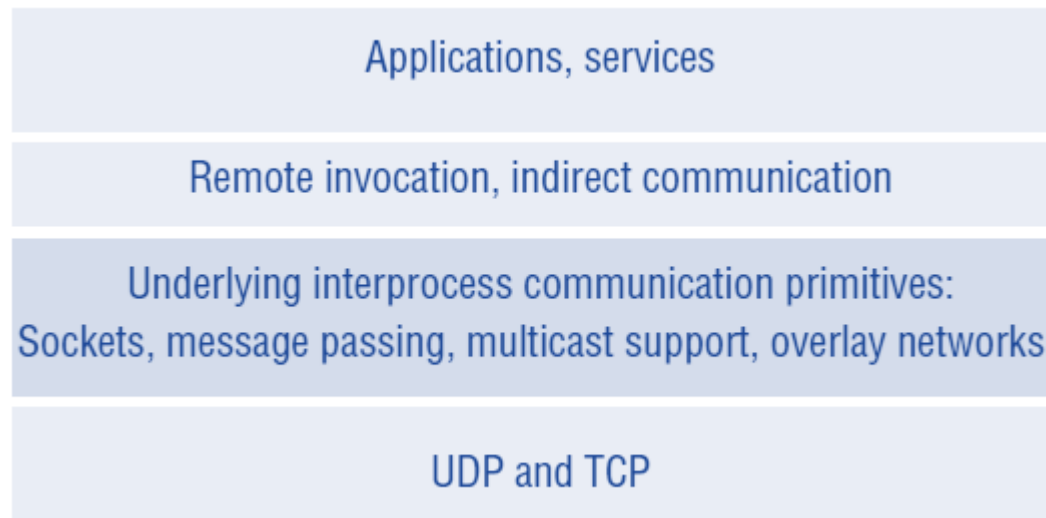 Applications, services
Remote invocation, indirect communication
Underlying interprocess communication primitives:
Sockets, message passing, multicast support, overlay networks
UDP and TCP